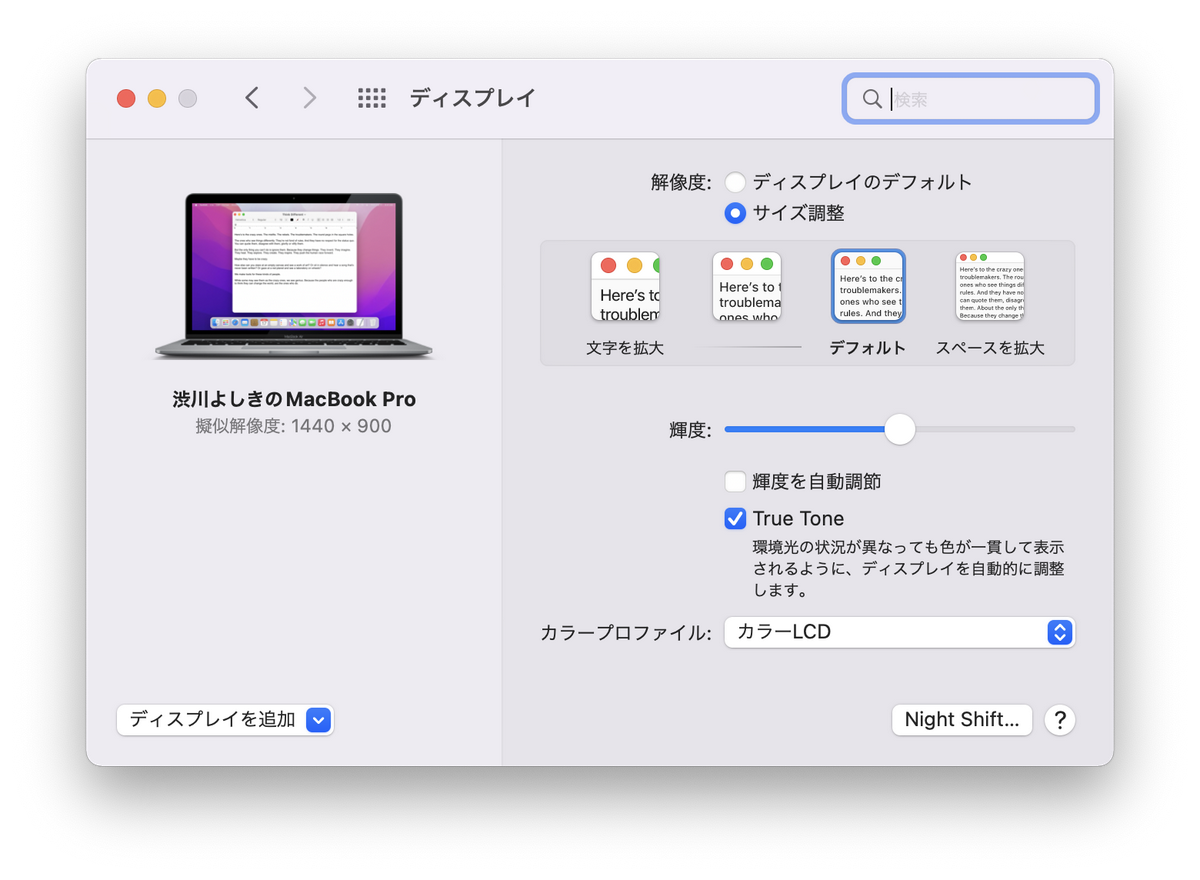 ディスプレイ
検索
解像度: ディスプレイのデフォルト
サイズ調整
Here's to
troublem
Here's to t
troublema
ones who
Here's to the c
troublemakers.
ones who see t
rules. And they
Here's to the crazy one
troublemakers. The rou
ones who see things dif
rules. And they have no
can quote them, disagre
them. About the only th
Because they change t
文字を拡大
デフォルト
スペースを拡大
渋川よしきのMacBook Pro
擬似解像度: 1440 × 900
輝度:
輝度を自動調節
True Tone
環境光の状況が異なっても色が一貫して表示
されるように、ディスプレイを自動的に調整
します。
カラープロファイル: カラーLCD
ディスプレイを追加
Night Shift...
?